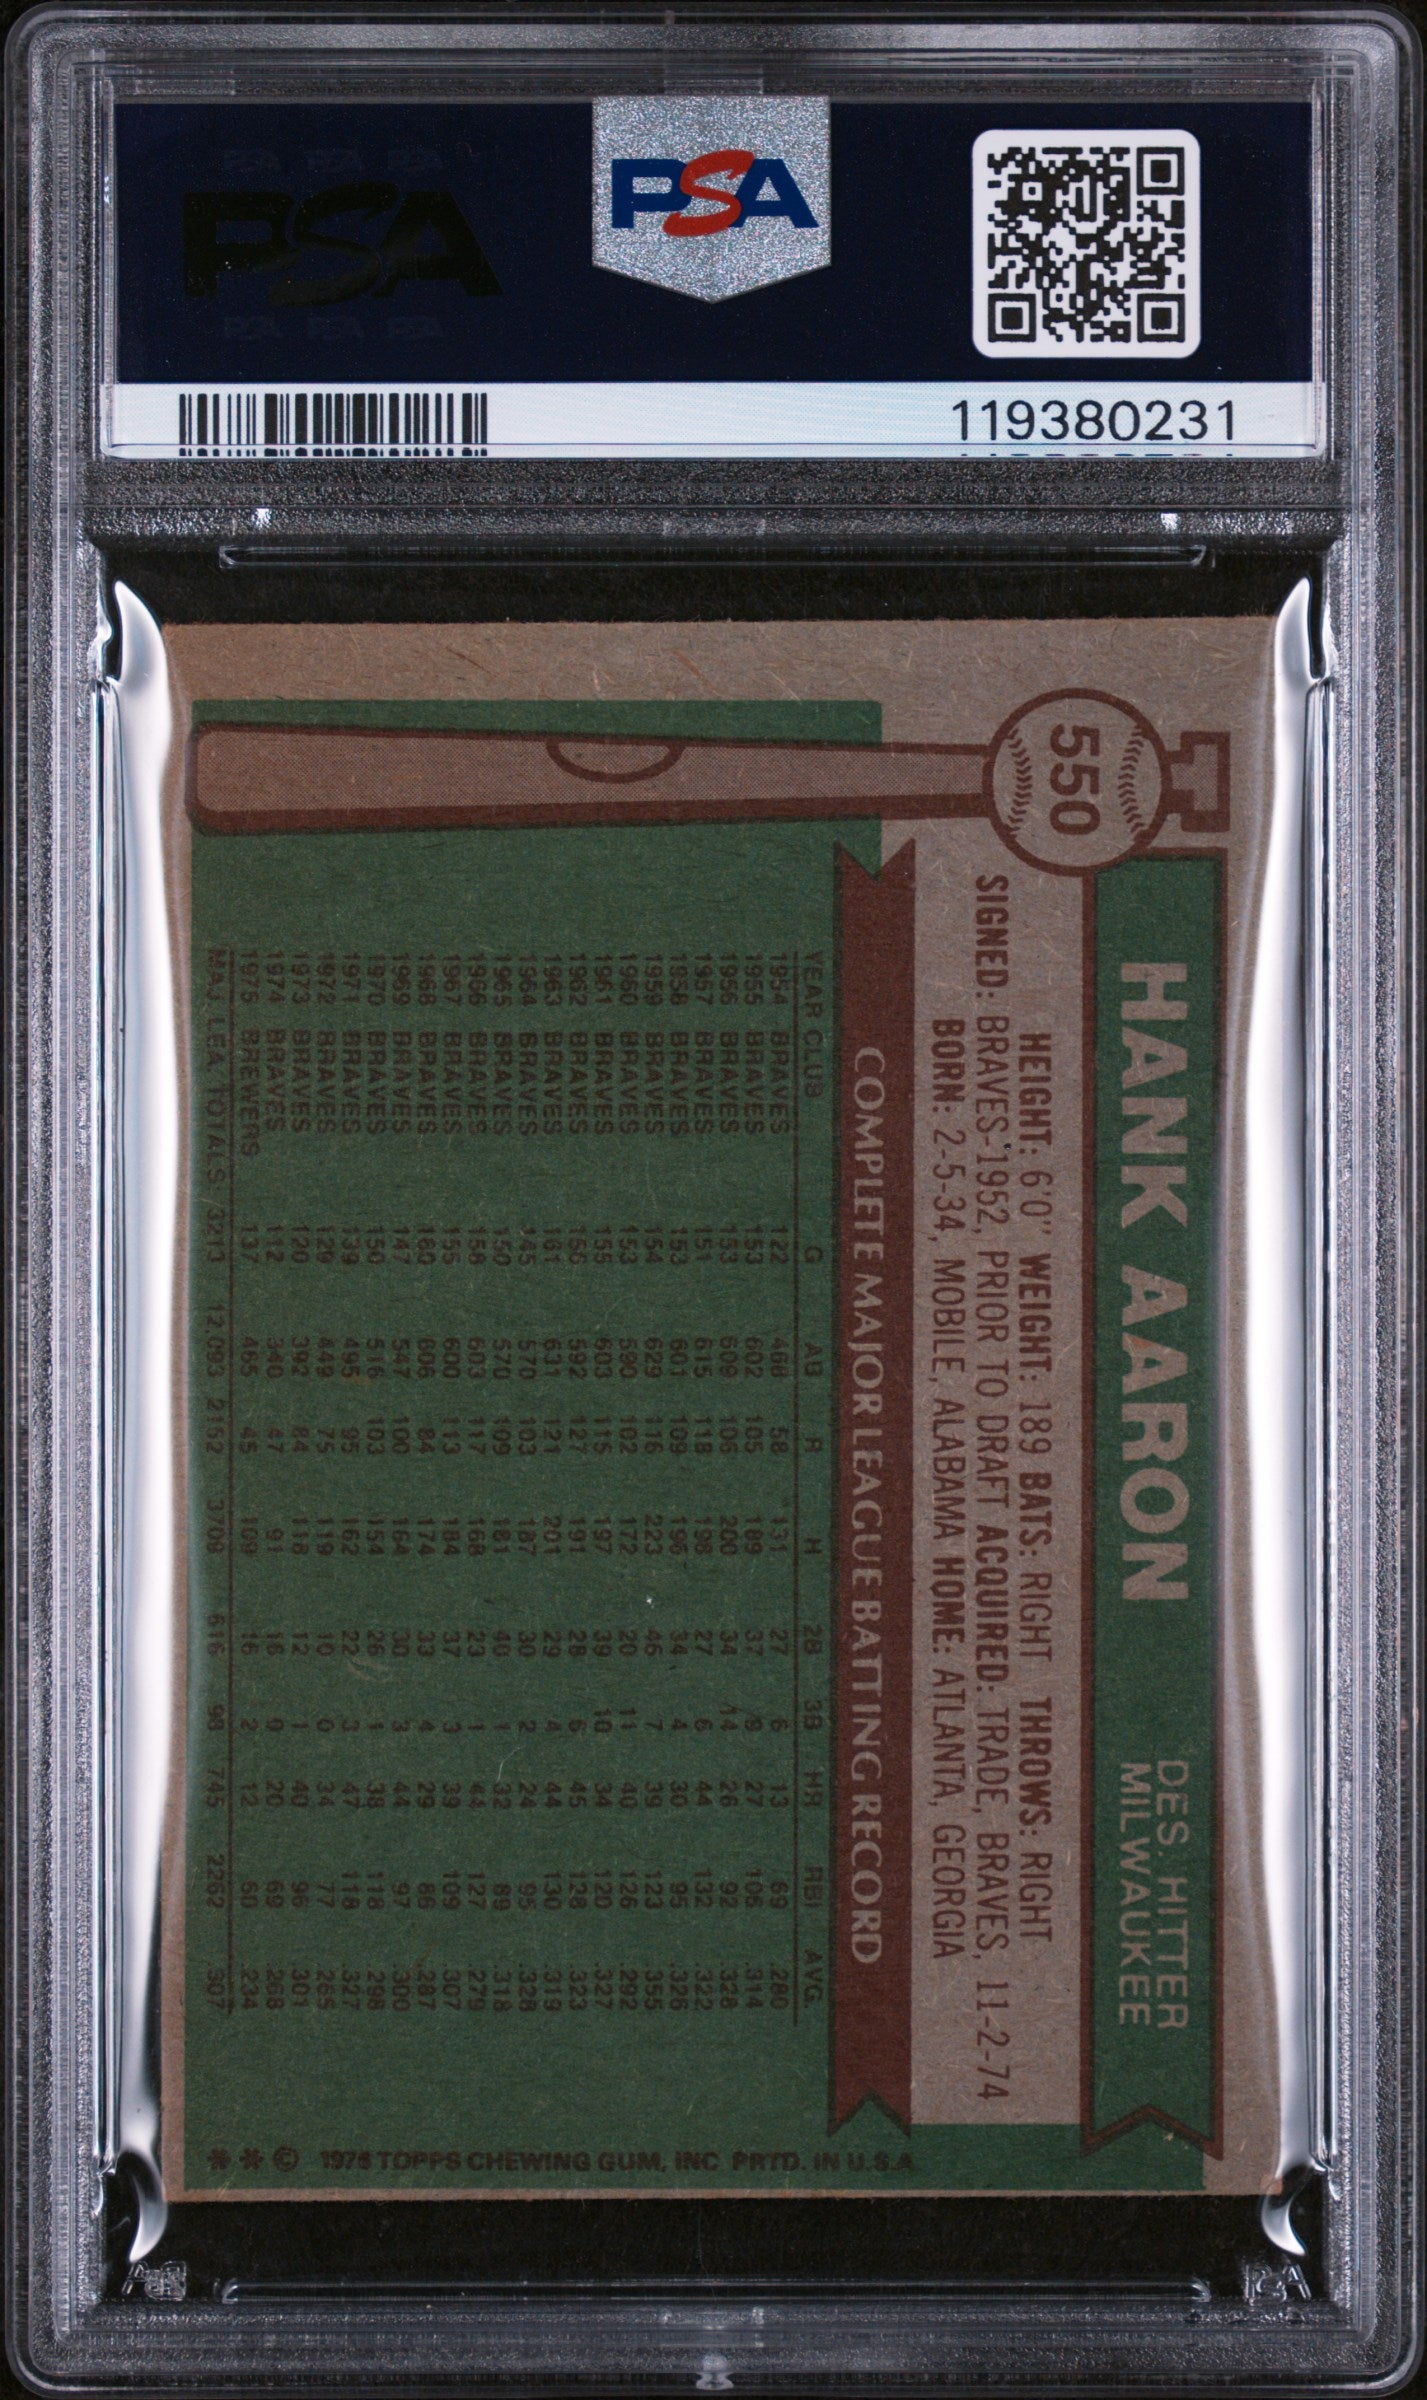 PSA
PSA
119380231
550
HANK AARON
DES. HITTER
MILWAUKEE
HEIGHT: 6'0" WEIGHT: 189 BATS: RIGHT THROWS: RIGHT
SIGNED: BRAVES-1952, PRIOR TO DRAFT ACQUIRED: TRADE, BRAVES, 11-2-74
BORN: 2-5-34, MOBILE, ALABAMA HOME: ATLANTA, GEORGIA
COMPLETE MAJOR LEAGUE BATTING RECORD
YEAR CLUB G AB R H 2B 3B HR RBI AVG.
1954 BRAVES 122 468 58 131 27 6 13 69 .280
1955 BRAVES 153 602 105 189 37 9 27 106 .314
1956 BRAVES 153 609 106 200 34 14 26 92 .328
1957 BRAVES 151 615 118 198 27 6 44 132 .322
1958 BRAVES 153 601 109 196 34 4 30 95 .326
1959 BRAVES 154 629 116 223 46 7 39 123 .355
1960 BRAVES 153 590 102 172 20 11 40 126 .292
1961 BRAVES 155 603 115 197 39 10 34 120 .327
1962 BRAVES 156 592 127 191 28 6 45 128 .323
1963 BRAVES 161 631 121 201 29 4 44 130 .319
1964 BRAVES 145 570 103 187 30 2 24 95 .328
1965 BRAVES 150 570 109 181 40 1 32 89 .318
1966 BRAVES 158 603 117 168 23 1 44 127 .279
1967 BRAVES 155 600 113 184 37 3 39 109 .307
1968 BRAVES 160 606 84 174 33 4 29 86 .287
1969 BRAVES 147 547 100 164 30 3 44 97 .300
1970 BRAVES 150 516 103 154 26 1 38 118 .298
1971 BRAVES 139 495 95 162 22 3 47 118 .327
1972 BRAVES 129 449 75 119 10 0 34 77 .265
1973 BRAVES 120 392 84 118 12 1 40 96 .301
1974 BRAVES 112 340 47 91 16 0 20 69 .268
1975 BREWERS 137 465 45 109 16 2 12 60 .234
MAJ. LEA. TOTALS 3213 12,093 2152 3709 616 98 745 2262 .307
* * © 1976 TOPPS CHEWING GUM, INC. PRTD. IN U.S.A.
PSA